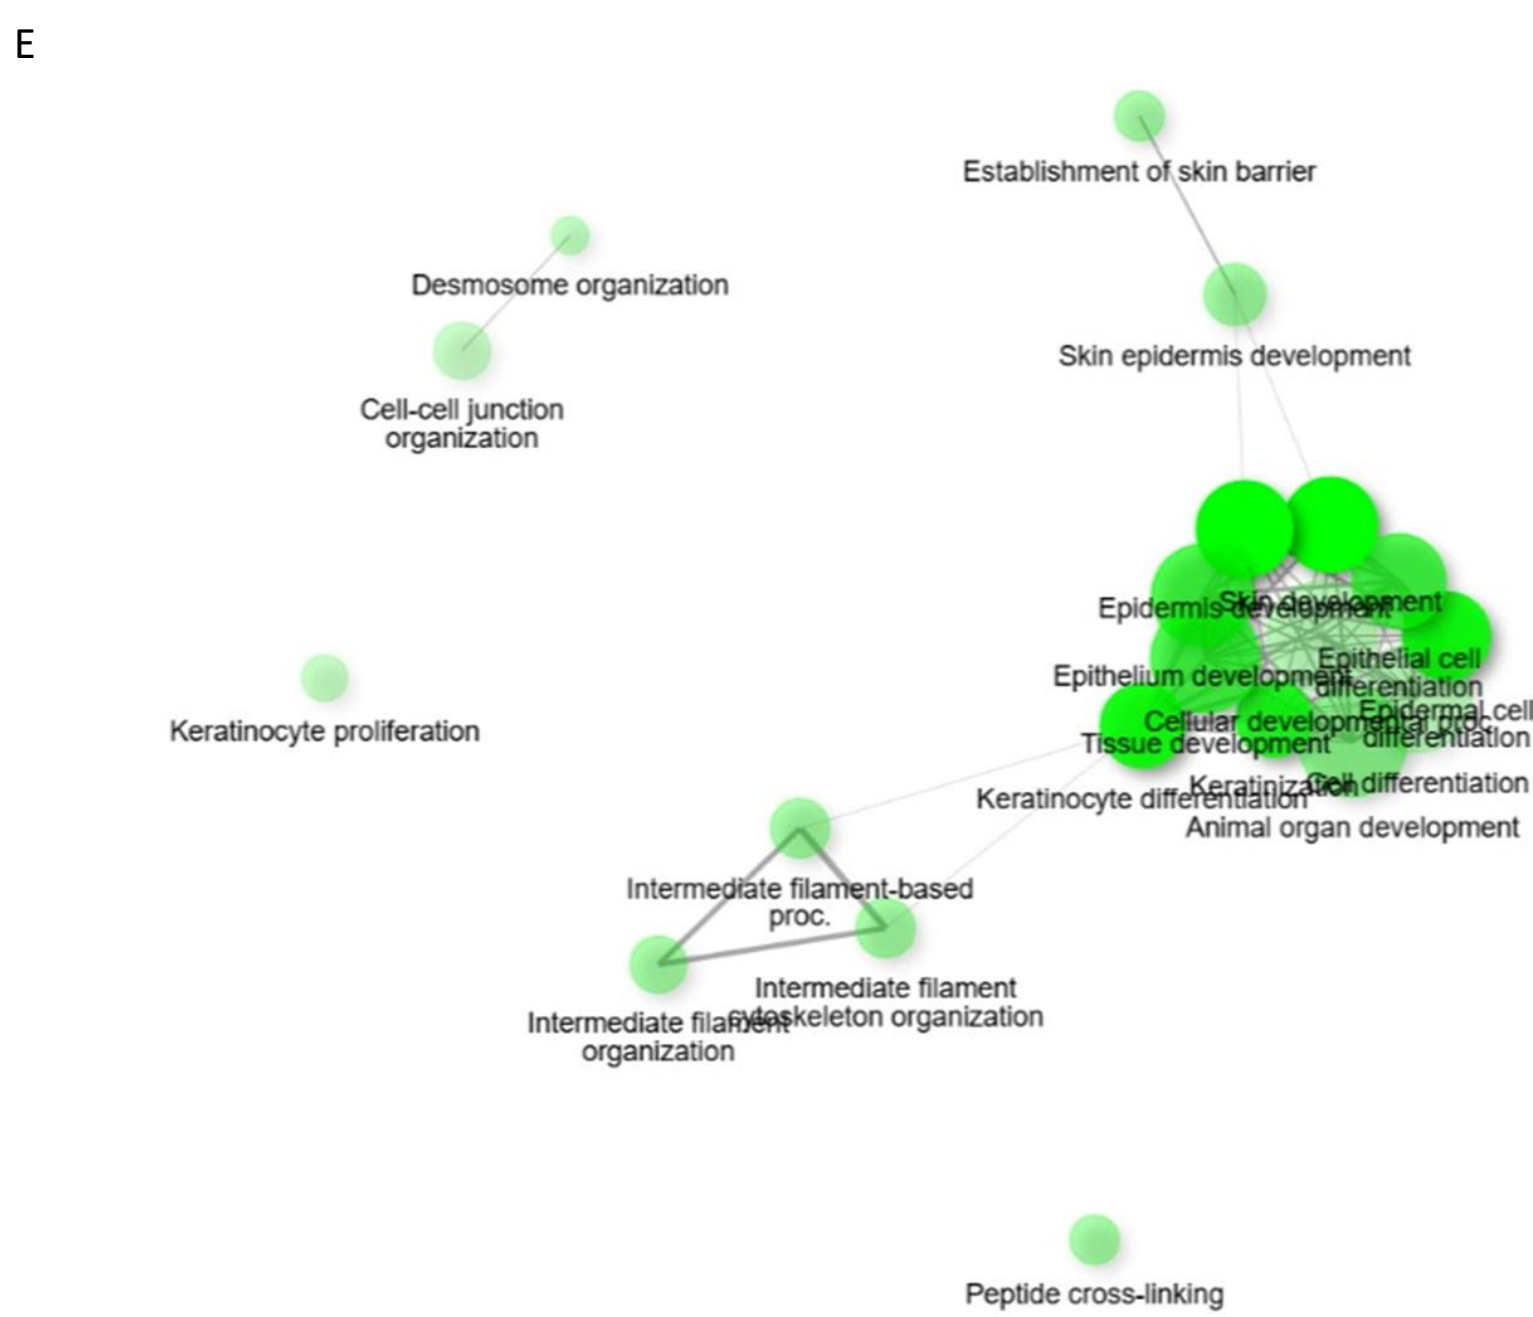 E
Establishment of skin barrier
Desmosome organization
Skin epidermis development
Cell-cell junction
organization
Skin development
Epidermis development
Epithelial cell
differentiation
Epithelium development
Epidermal cell
differentiation
Cellular developmental proc.
Tissue development
Keratinocyte proliferation
Keratinization
Cell differentiation
Keratinocyte differentiation
Animal organ development
Intermediate filament-based
proc.
Intermediate filament
cytoskeleton organization
Intermediate filament
organization
Peptide cross-linking